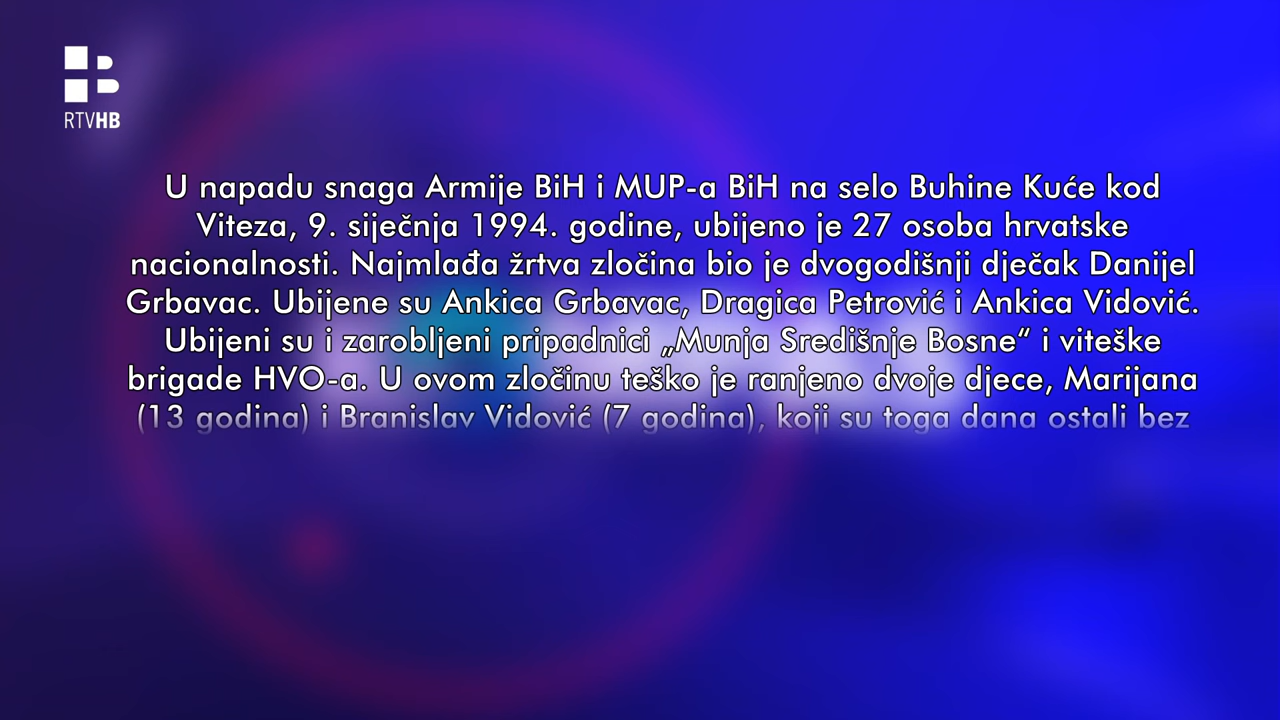 RTVHB
U napadu snaga Armije BiH i MUP-a BiH na selo Buhine Kuće kod
Viteza, 9. siječnja 1994. godine, ubijeno je 27 osoba hrvatske
nacionalnosti. Najmlađa žrtva zločina bio je dvogodišnji dječak Danijel
Grbavac. Ubijene su Ankica Grbavac, Dragica Petrović i Ankica Vidović.
Ubijeni su i zarobljeni pripadnici „Munja Središnje Bosne“ i viteške
brigade HVO-a. U ovom zločinu teško je ranjeno dvoje djece, Marijana
(13 godina) i Branislav Vidović (7 godina), koji su toga dana ostali bez